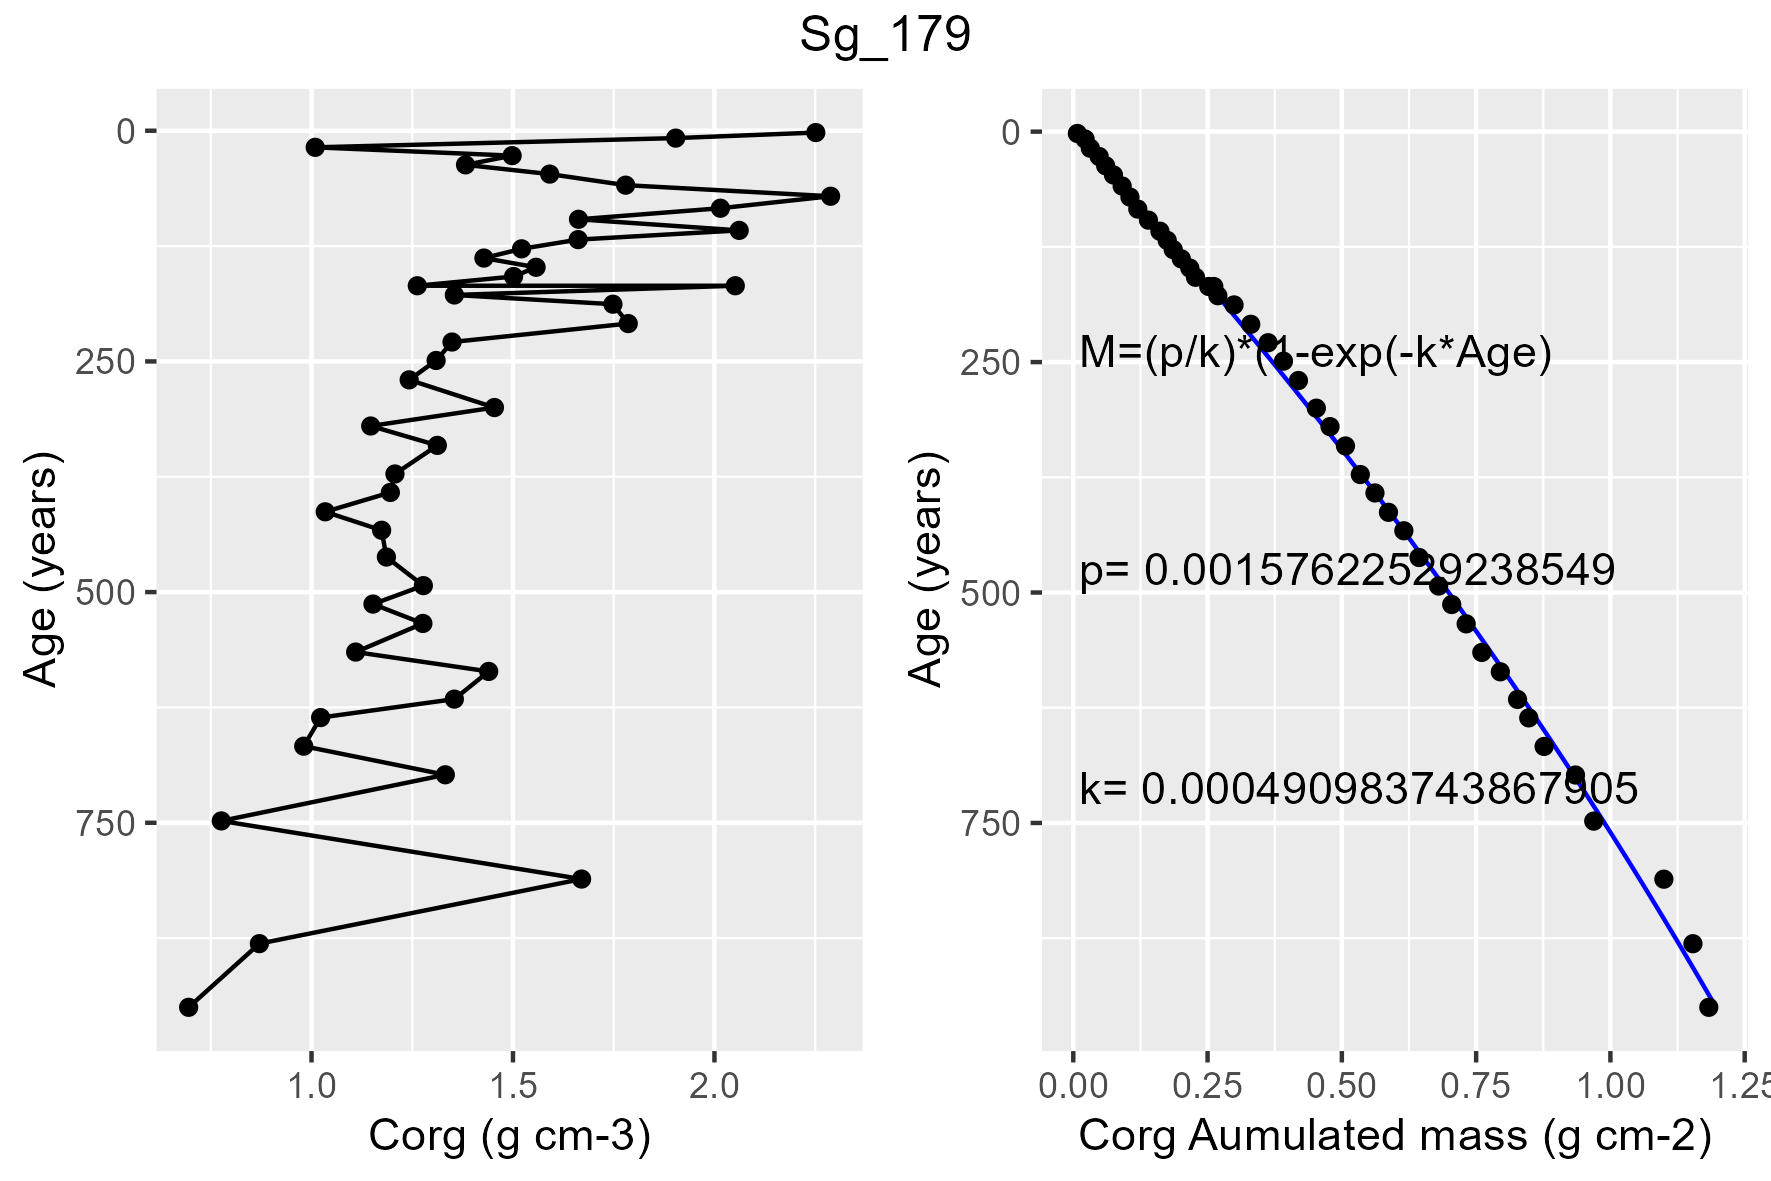 Sg_179
0
250
500
750
Age (years)
1.0 1.5 2.0
Corg (g cm-3)
0
250
500
750
Age (years)
M=(p/k)*(1-exp(-k*Age)
p= 0.00157622529238549
k= 0.000490983743867905
0.00 0.25 0.50 0.75 1.00 1.25
Corg Aumulated mass (g cm-2)